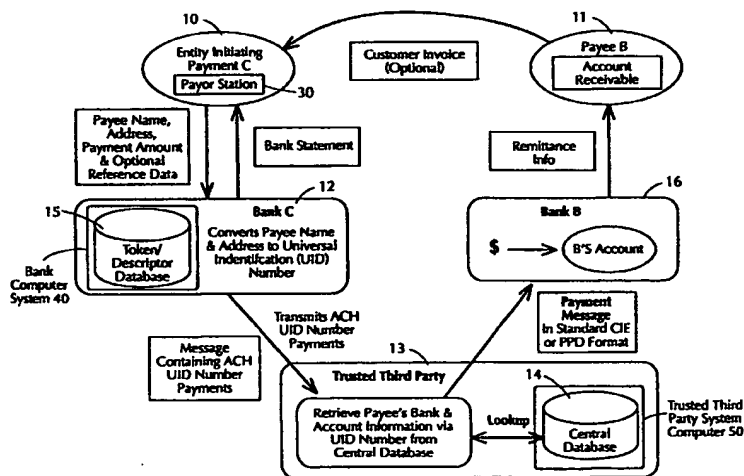 10
Entity Initiating
Payment C
Payor Station
30
Customer Invoice
(Optional)
11
Payee B
Account
Receivable
Payee Name,
Address,
Payment Amount
& Optional
Reference Data
Bank Statement
Remittance
Info
12
Bank C
Converts Payee Name
& Address to Universal
Indentifcation (UID)
Number
15
Token/
Descriptor
Database
Bank
Computer
System 40
16
Bank B
$
B'S Account
Transmits ACH
UID Number
Payments
Message
Containing ACH
UID Number
Payments
Payment
Message
In Standard CIE
or PPD Format
13
Trusted Third Party
Retrieve Payee's Bank &
Account Information via
UID Number from
Central Database
Lookup
14
Central
Database
Trusted Third
Party System
Computer 50